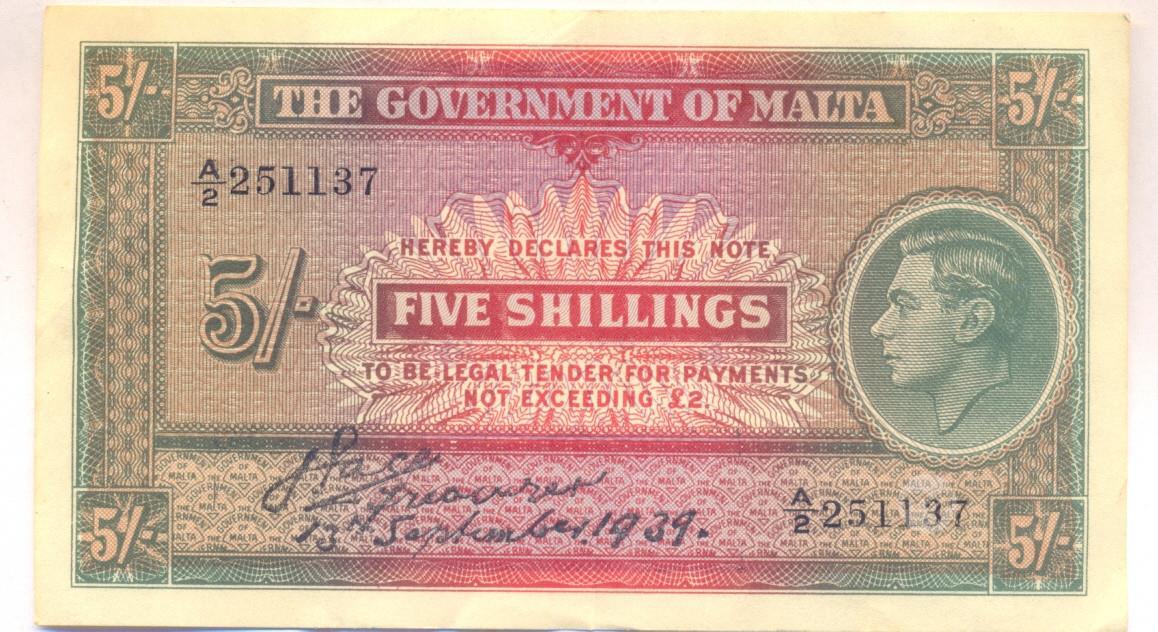 5/- 5/-
THE GOVERNMENT OF MALTA
A/2 251137
HEREBY DECLARES THIS NOTE
5/-
FIVE SHILLINGS
TO BE LEGAL TENDER FOR PAYMENTS
NOT EXCEEDING £2.
J Pace
Treasurer
13th September 1939.
A/2 251137
5/- 5/-